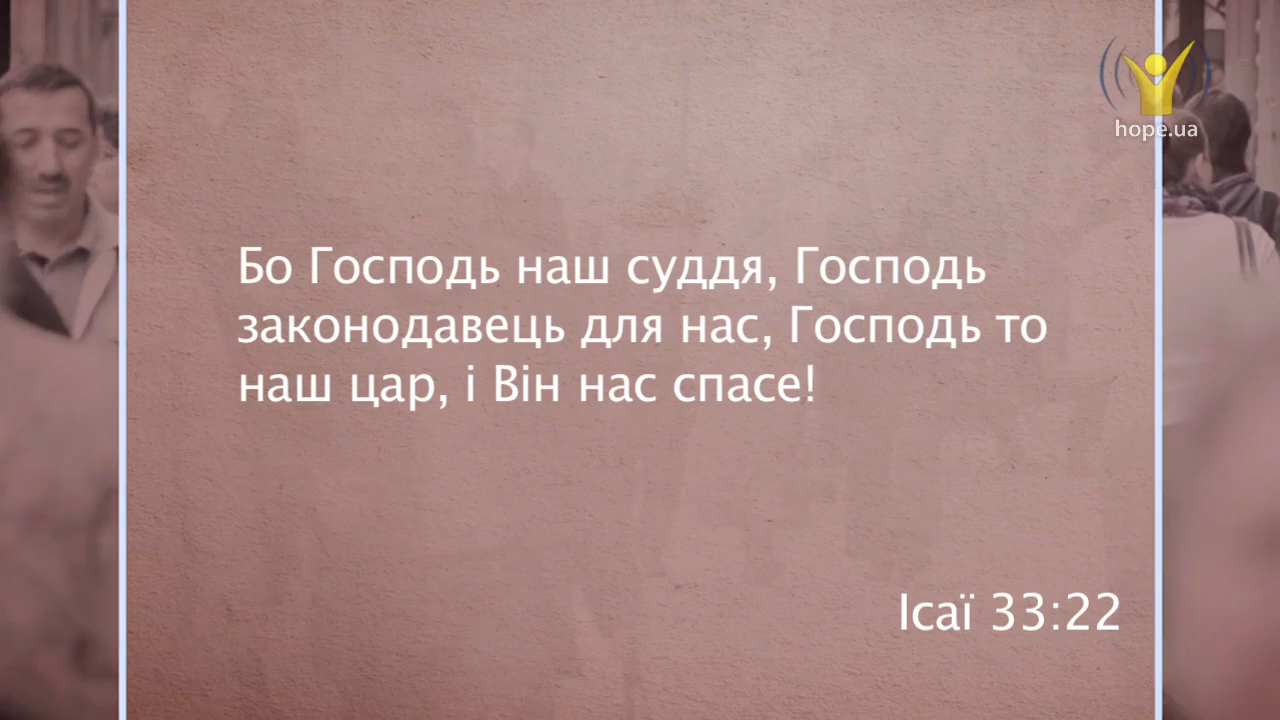 hope.ua
Бо Господь наш суддя, Господь
законодавець для нас, Господь то
наш цар, і Він нас спасе!
Ісаї 33:22